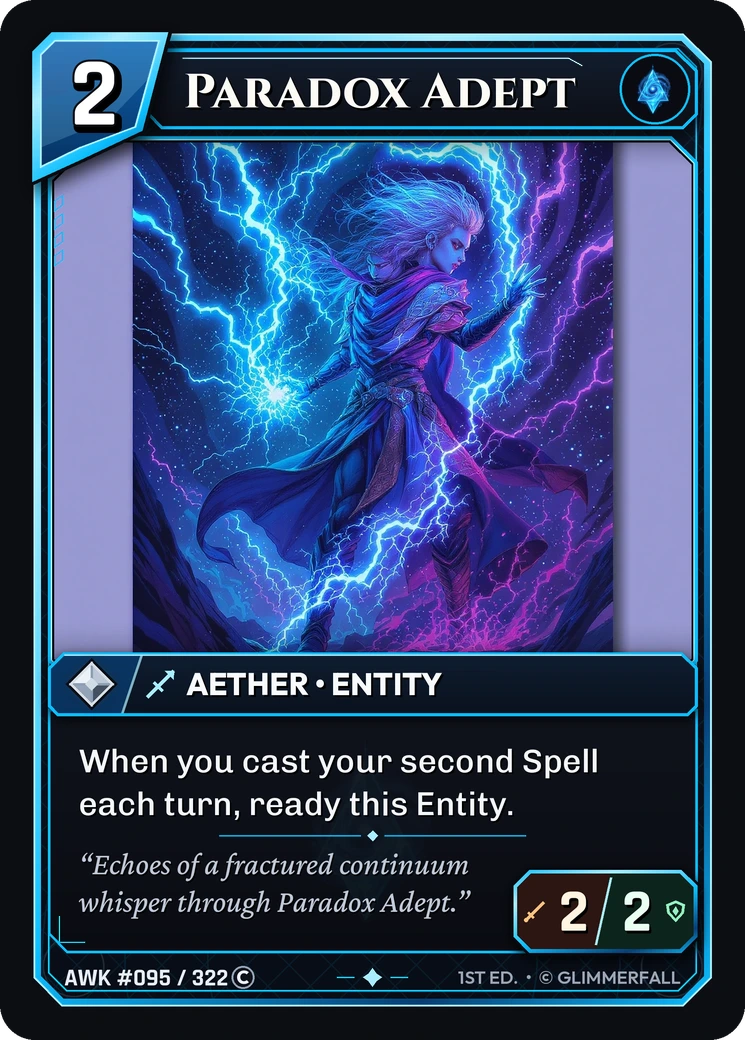 2
PARADOX ADEPT
AETHER • ENTITY
When you cast your second Spell
each turn, ready this Entity.
“Echoes of a fractured continuum
whisper through Paradox Adept.”
2 / 2
AWK #095 / 322 Ⓒ
1ST ED. • © GLIMMERFALL